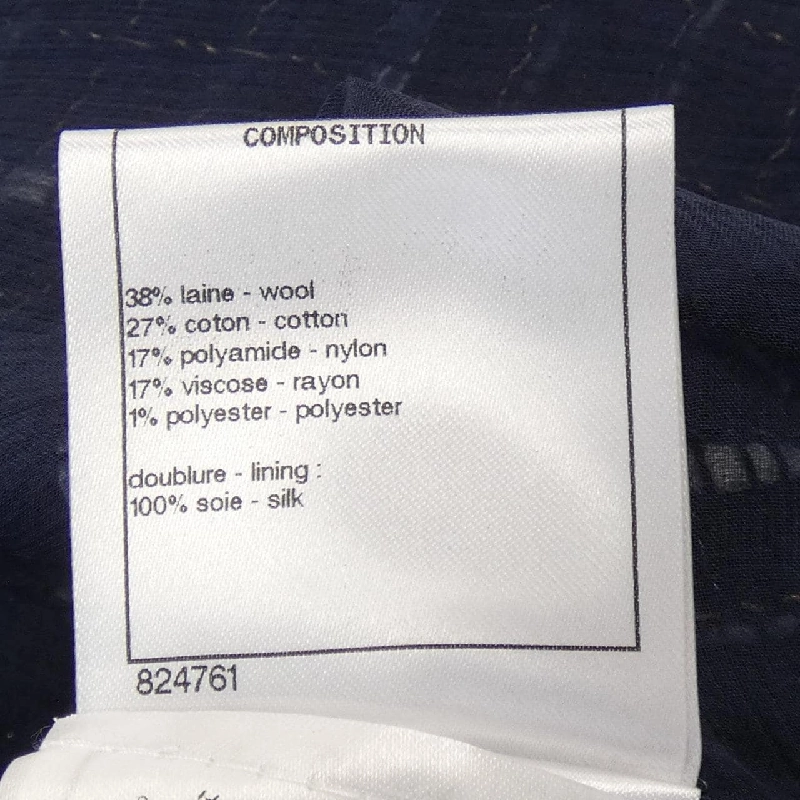 COMPOSITION
38% laine - wool
27% coton - cotton
17% polyamide - nylon
17% viscose - rayon
1% polyester - polyester
doublure - lining :
100% soie - silk
824761